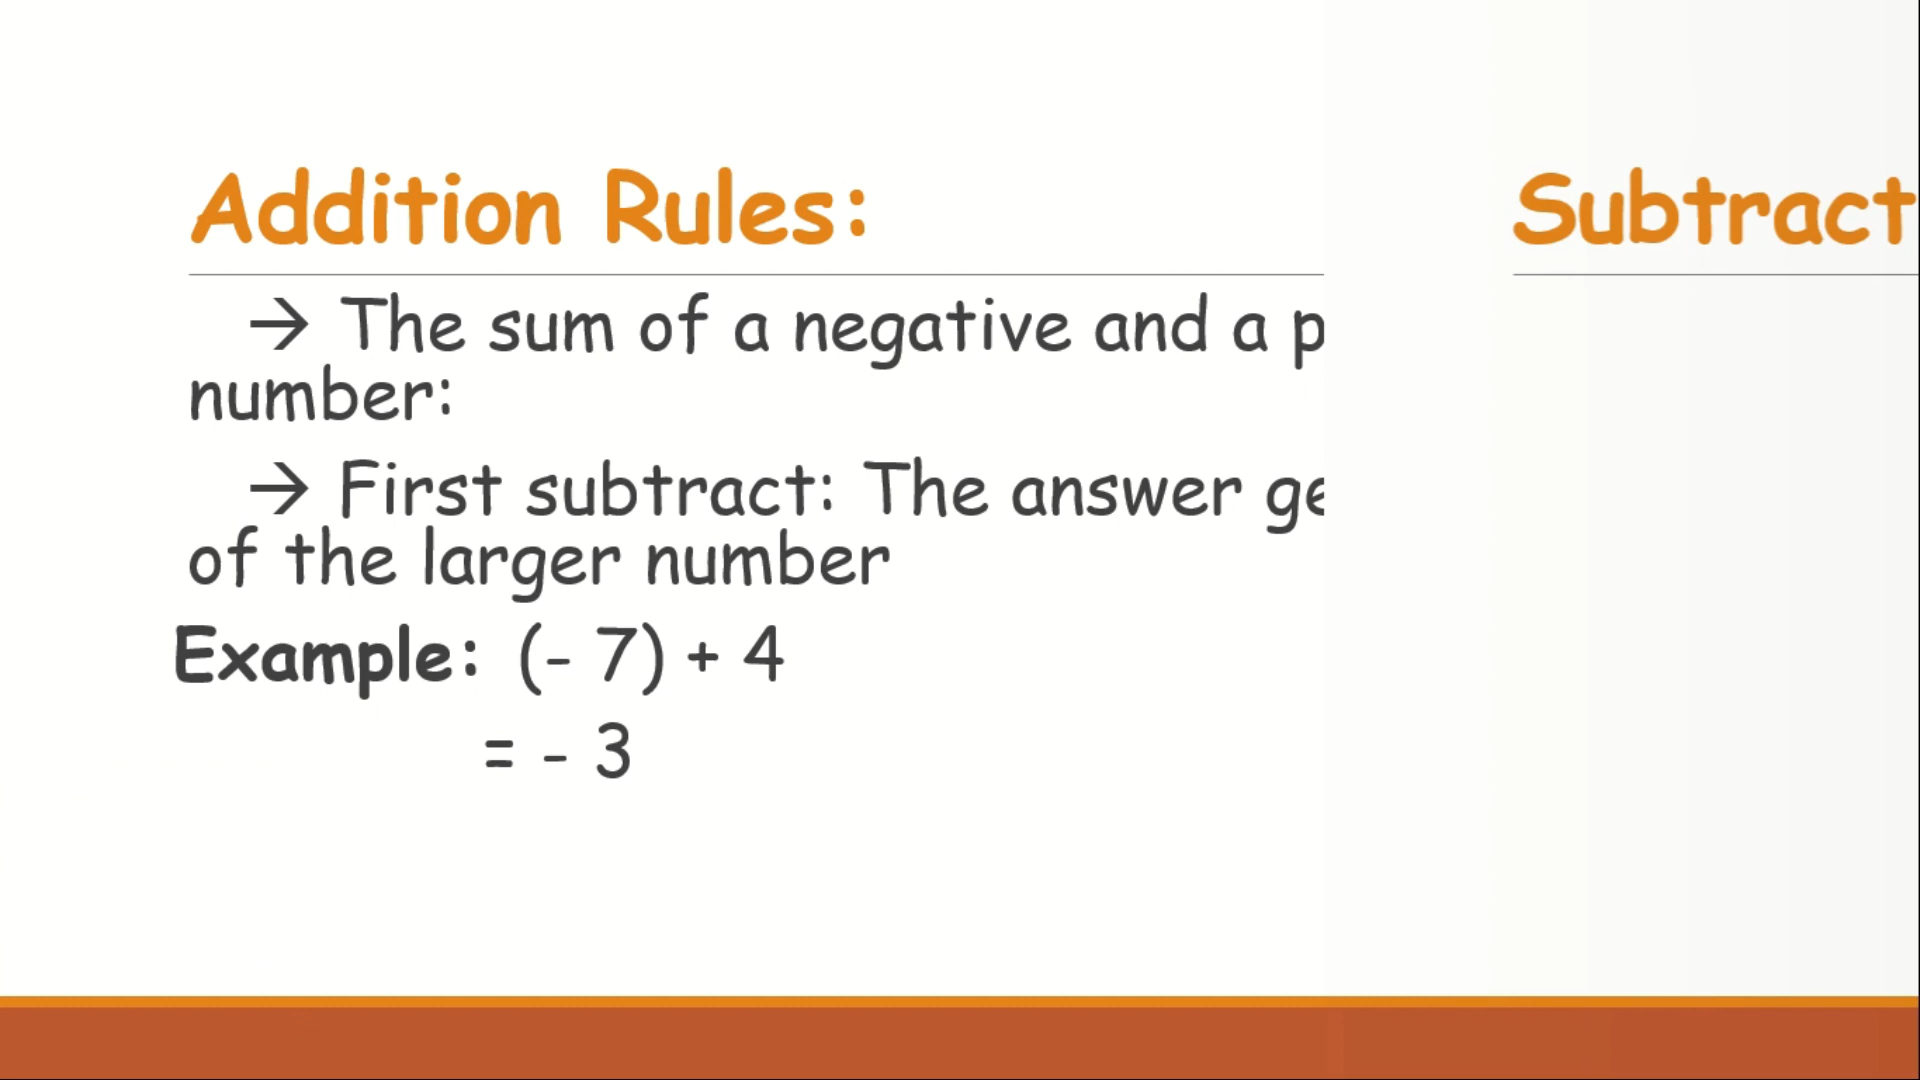 Addition Rules:
→ The sum of a negative and a p
number:
→ First subtract: The answer ge
of the larger number
Example: (- 7) + 4
= - 3
Subtract